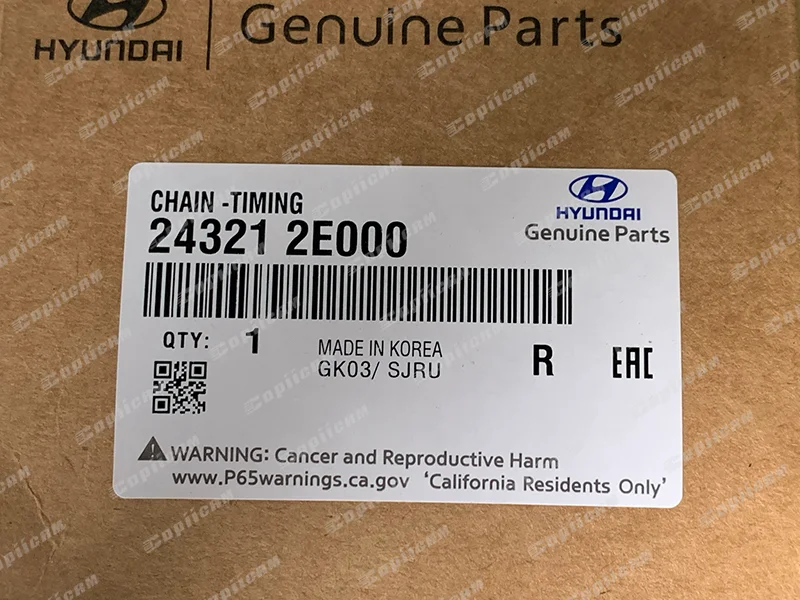 HYUNDAI
Genuine Parts
CHAIN -TIMING
24321 2E000
HYUNDAI
Genuine Parts
QTY: 1
MADE IN KOREA
GK03/ SJRU
R
EAC
WARNING: Cancer and Reproductive Harm
www.P65warnings.ca.gov 'California Residents Only'
CopiiCAM